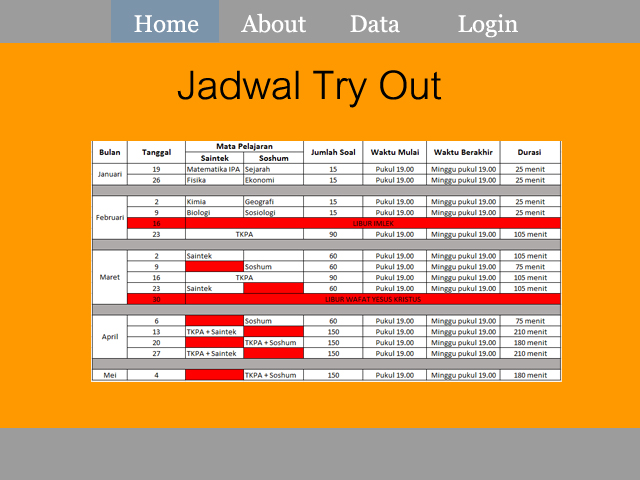 Home About Data Login
Jadwal Try Out
Bulan Tanggal Mata Pelajaran Jumlah Soal Waktu Mulai Waktu Berakhir Durasi
Saintek Soshum
Januari 19 Matematika IPA Sejarah 15 Pukul 19.00 Minggu pukul 19.00 25 menit
26 Fisika Ekonomi 15 Pukul 19.00 Minggu pukul 19.00 25 menit
Februari 2 Kimia Geografi 15 Pukul 19.00 Minggu pukul 19.00 25 menit
9 Biologi Sosiologi 15 Pukul 19.00 Minggu pukul 19.00 25 menit
16 LIBUR IMLEK
23 TKPA 90 Pukul 19.00 Minggu pukul 19.00 105 menit
Maret 2 Saintek 60 Pukul 19.00 Minggu pukul 19.00 105 menit
9 Soshum 60 Pukul 19.00 Minggu pukul 19.00 75 menit
16 TKPA 90 Pukul 19.00 Minggu pukul 19.00 105 menit
23 Saintek 60 Pukul 19.00 Minggu pukul 19.00 105 menit
30 LIBUR WAFAT YESUS KRISTUS
April 6 Soshum 60 Pukul 19.00 Minggu pukul 19.00 75 menit
13 TKPA + Saintek 150 Pukul 19.00 Minggu pukul 19.00 210 menit
20 TKPA + Soshum 150 Pukul 19.00 Minggu pukul 19.00 180 menit
27 TKPA + Saintek 150 Pukul 19.00 Minggu pukul 19.00 210 menit
Mei 4 TKPA + Soshum 150 Pukul 19.00 Minggu pukul 19.00 180 menit